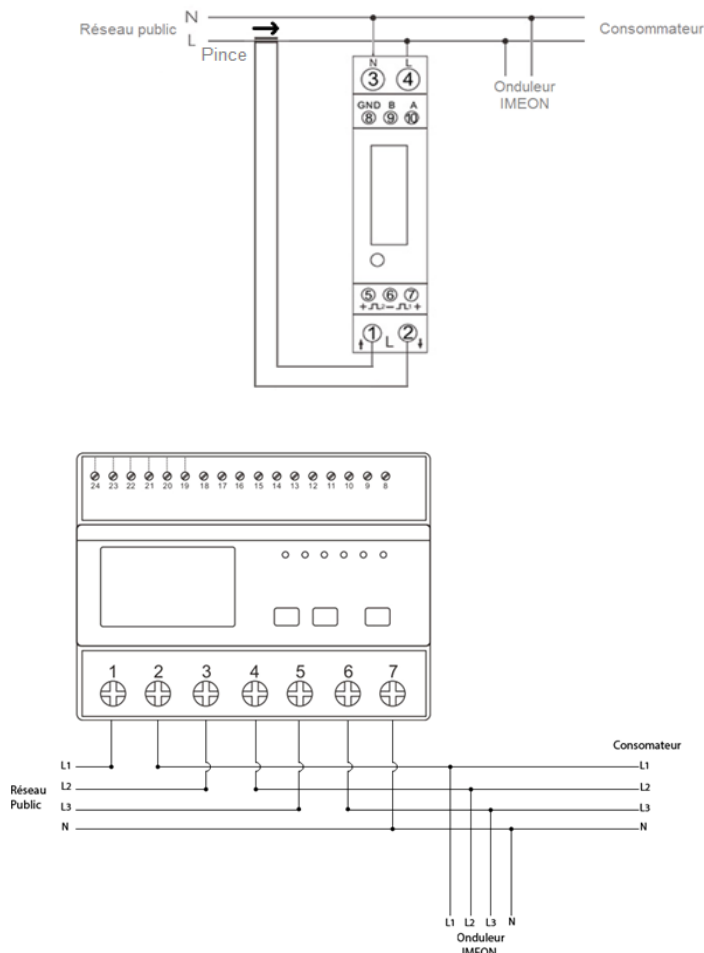 N
Réseau public
L
Consommateur
Pince
N L
3 4
Onduleur
IMEON
GND B A
8 9 10
5 6 7
+ - +
1 L 2
24 23 22 21 20 19 18 17 16 15 14 13 12 11 10 9 8
1 2 3 4 5 6 7
Consomateur
L1 L1
Réseau
Public
L2 L2
L3 L3
N N
L1 L2 L3 N
Onduleur
IMEON